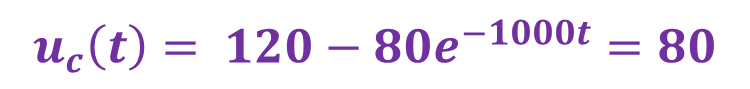 u_c(t) = 120 − 80e^{−1000t} = 80